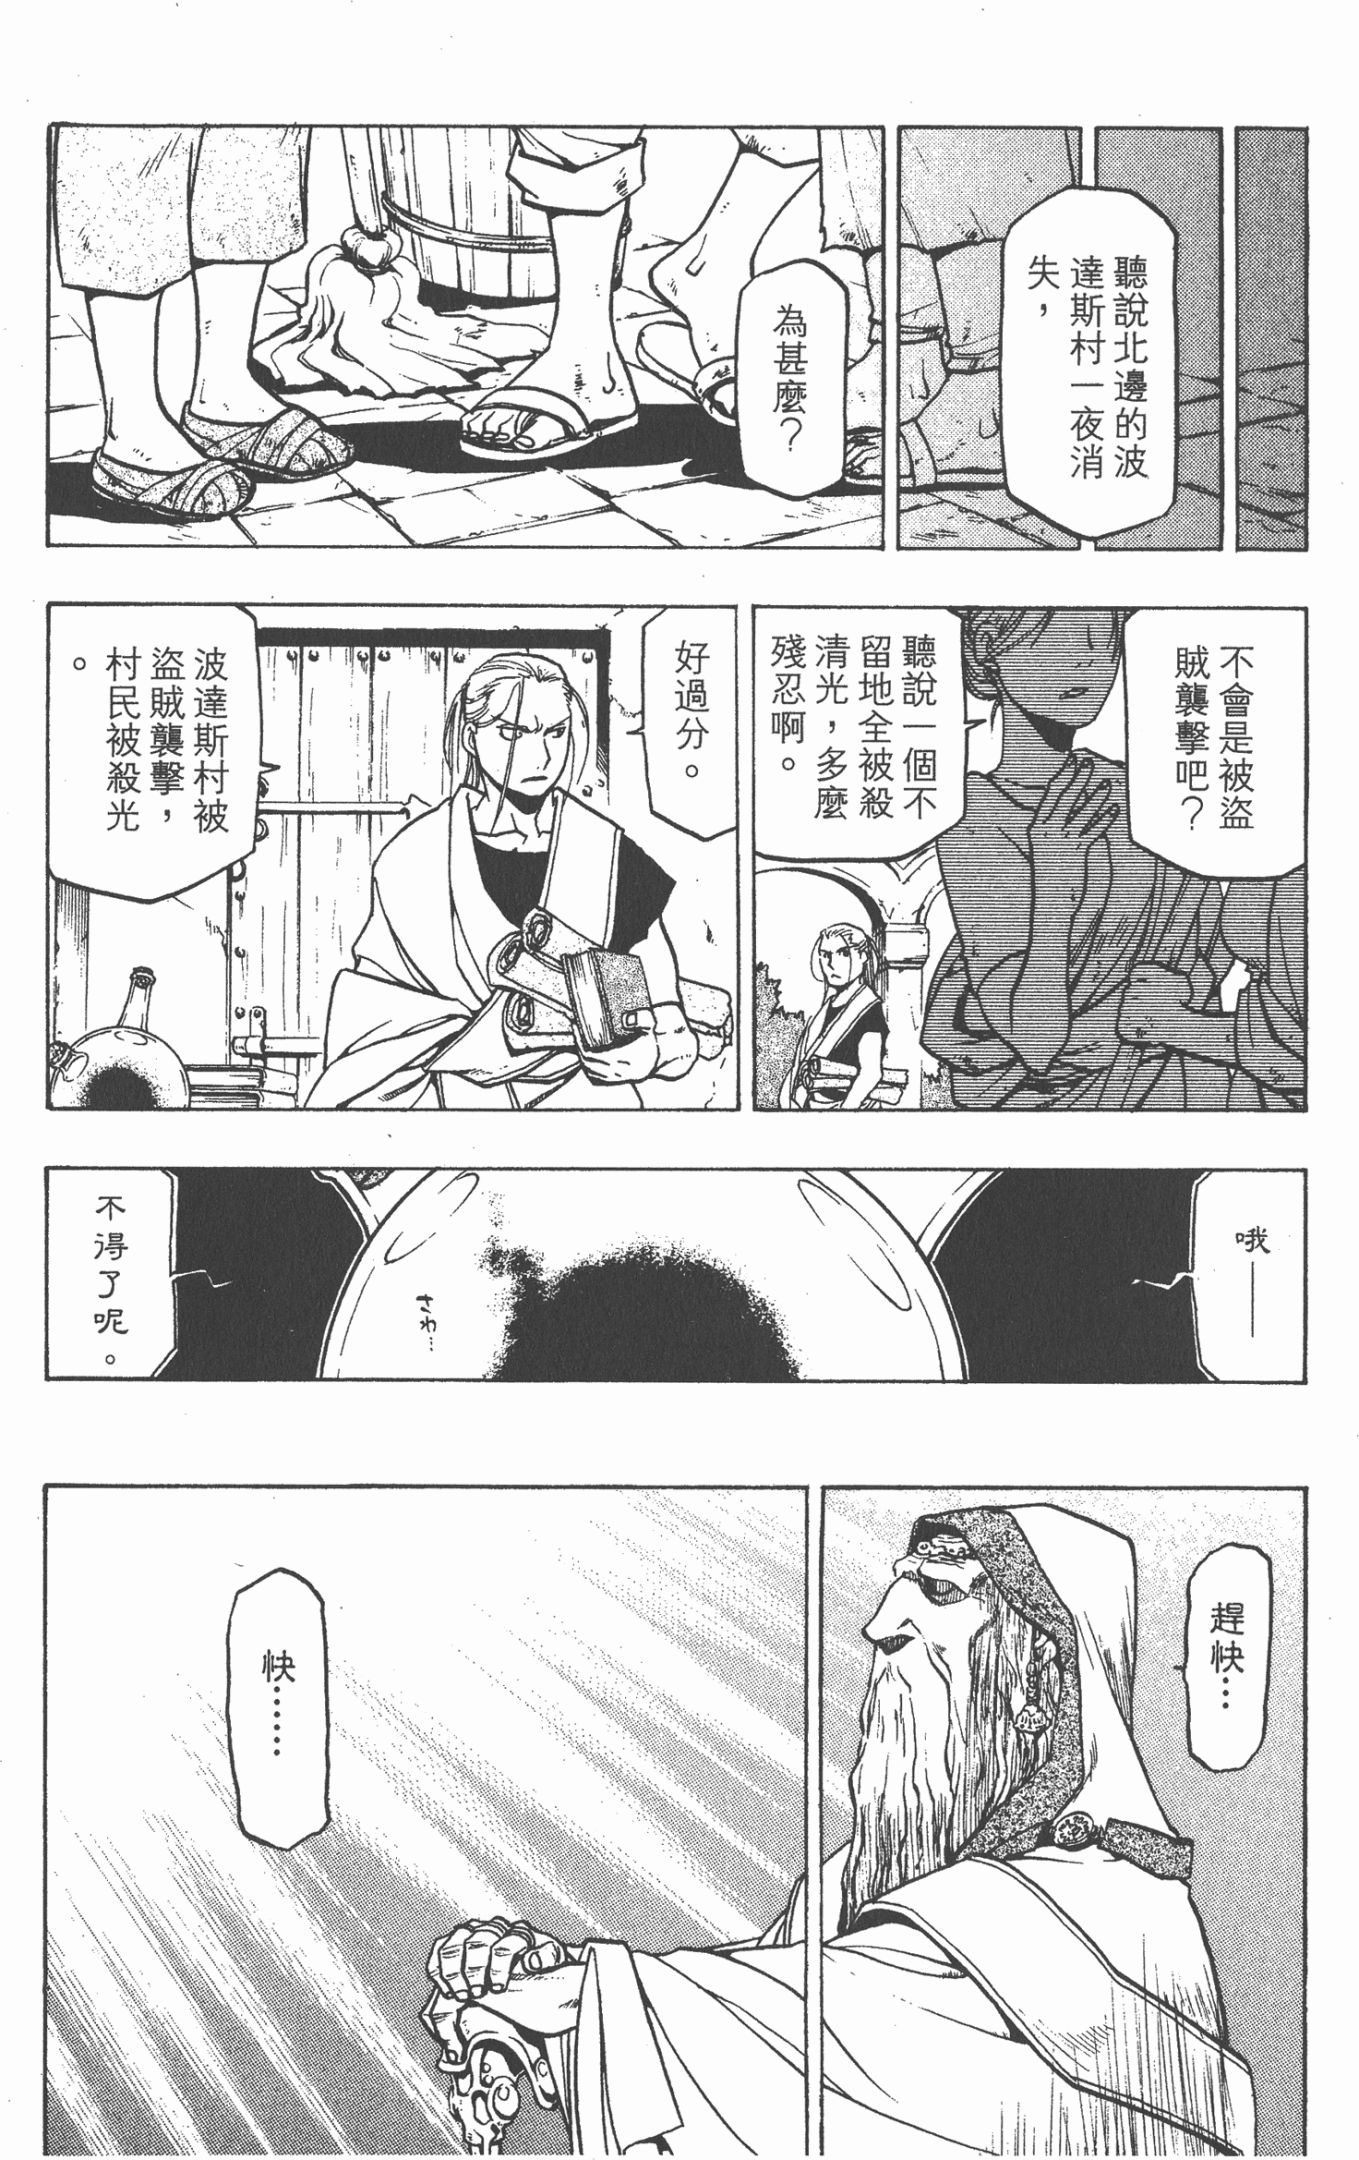 聽說北邊的波
達斯村一夜消
失，
為甚麼？
不會是被盜
賊襲擊吧？
聽說一個不
留地全被殺
清光，多麼
殘忍啊。
好過分。
波達斯村被
盜賊襲擊，
村民被殺光
。
哦——
さわ…
不得了呢。
趕快…
快……